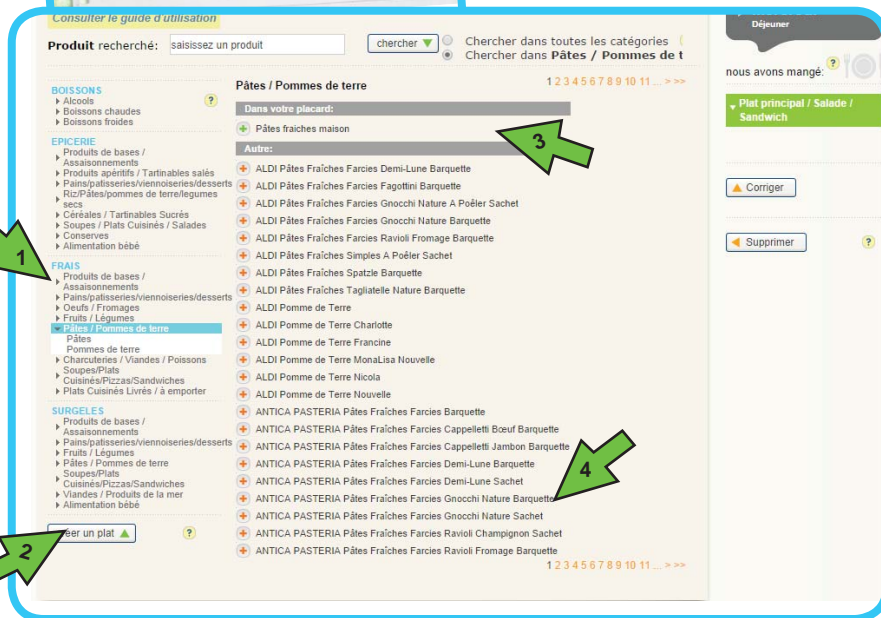 Consulter le guide d'utilisation
Produit recherché: saisissez un produit chercher
Chercher dans toutes les catégories
Chercher dans Pâtes / Pommes de t
BOISSONS
Alcools
?
Boissons chaudes
Boissons froides
EPICERIE
Produits de bases /
Assaisonnements
Produits apéritifs / Tartinables salés
Pains/patisseries/viennoiseries/desserts
Riz/Pâtes/pommes de terre/legumes
secs
Céréales / Tartinables Sucrés
Soupes / Plats Cuisinés / Salades
Conserves
Alimentation bébé
1
FRAIS
Produits de bases /
Assaisonnements
Pains/patisseries/viennoiseries/desserts
Oeufs / Fromages
Fruits / Légumes
Pâtes / Pommes de terre
Pâtes
Pommes de terre
Charcuteries / Viandes / Poissons
Soupes/Plats
Cuisinés/Pizzas/Sandwiches
Plats Cuisinés Livrés / à emporter
SURGELES
Produits de bases /
Assaisonnements
Pains/patisseries/viennoiseries/desserts
Fruits / Légumes
Pâtes / Pommes de terre
Soupes/Plats
Cuisinés/Pizzas/Sandwiches
Viandes / Produits de la mer
Alimentation bébé
éer un plat ?
2
Pâtes / Pommes de terre
1 2 3 4 5 6 7 8 9 10 11 ... > >>
Dans votre placard:
Pâtes fraiches maison
3
Autre:
ALDI Pâtes Fraîches Farcies Demi-Lune Barquette
ALDI Pâtes Fraîches Farcies Fagottini Barquette
ALDI Pâtes Fraîches Farcies Gnocchi Nature A Poêler Sachet
ALDI Pâtes Fraîches Farcies Gnocchi Nature Barquette
ALDI Pâtes Fraîches Farcies Ravioli Fromage Barquette
ALDI Pâtes Fraîches Simples A Poêler Sachet
ALDI Pâtes Fraîches Spatzle Barquette
ALDI Pâtes Fraîches Tagliatelle Nature Barquette
ALDI Pomme de Terre
ALDI Pomme de Terre Charlotte
ALDI Pomme de Terre Francine
ALDI Pomme de Terre MonaLisa Nouvelle
ALDI Pomme de Terre Nicola
ALDI Pomme de Terre Nouvelle
ANTICA PASTERIA Pâtes Fraîches Farcies Barquette
ANTICA PASTERIA Pâtes Fraîches Farcies Cappelletti Bœuf Barquette
ANTICA PASTERIA Pâtes Fraîches Farcies Cappelletti Jambon Barquette
ANTICA PASTERIA Pâtes Fraîches Farcies Demi-Lune Barquette
ANTICA PASTERIA Pâtes Fraîches Farcies Demi-Lune Sachet
4
ANTICA PASTERIA Pâtes Fraîches Farcies Gnocchi Nature Barquette
ANTICA PASTERIA Pâtes Fraîches Farcies Gnocchi Nature Sachet
ANTICA PASTERIA Pâtes Fraîches Farcies Ravioli Champignon Sachet
ANTICA PASTERIA Pâtes Fraîches Farcies Ravioli Fromage Barquette
1 2 3 4 5 6 7 8 9 10 11 ... > >>
Déjeuner
nous avons mangé: ?
Plat principal / Salade /
Sandwich
Corriger
Supprimer ?